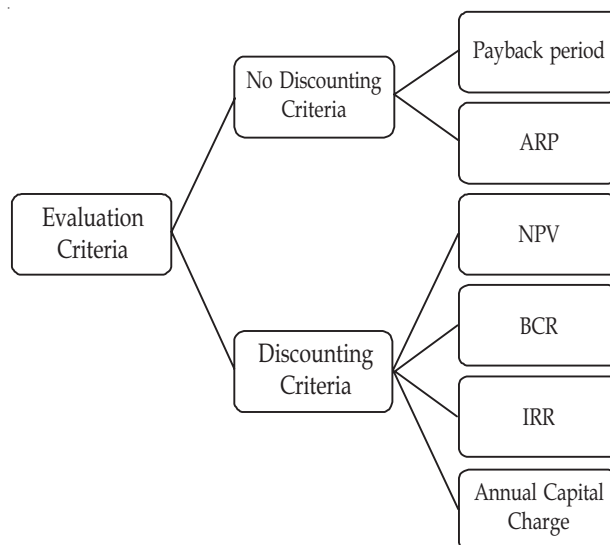 Payback period
No Discounting
Criteria
ARP
Evaluation
Criteria
NPV
BCR
Discounting
Criteria
IRR
Annual Capital
Charge